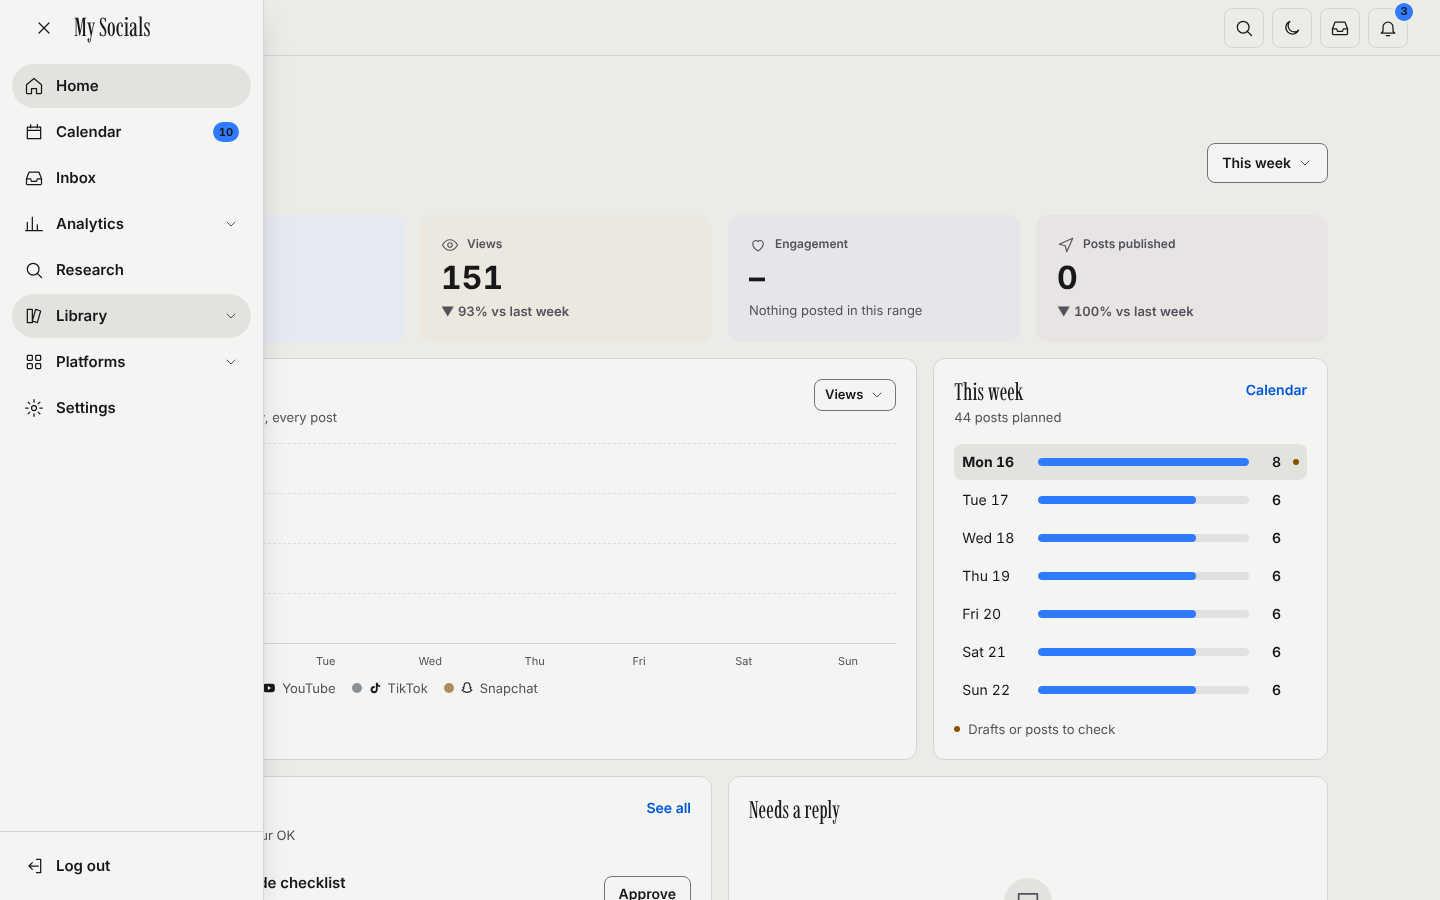 My Socials
Home
Calendar 10
Inbox
Analytics
Research
Library
Platforms
Settings
Log out
3
This week
Views
151
▼ 93% vs last week
Engagement
–
Nothing posted in this range
Posts published
0
▼ 100% vs last week
, every post
Views
Tue Wed Thu Fri Sat Sun
YouTube TikTok Snapchat
This week
Calendar
44 posts planned
Mon 16 8
Tue 17 6
Wed 18 6
Thu 19 6
Fri 20 6
Sat 21 6
Sun 22 6
Drafts or posts to check
See all
OK
checklist
Approve
Needs a reply